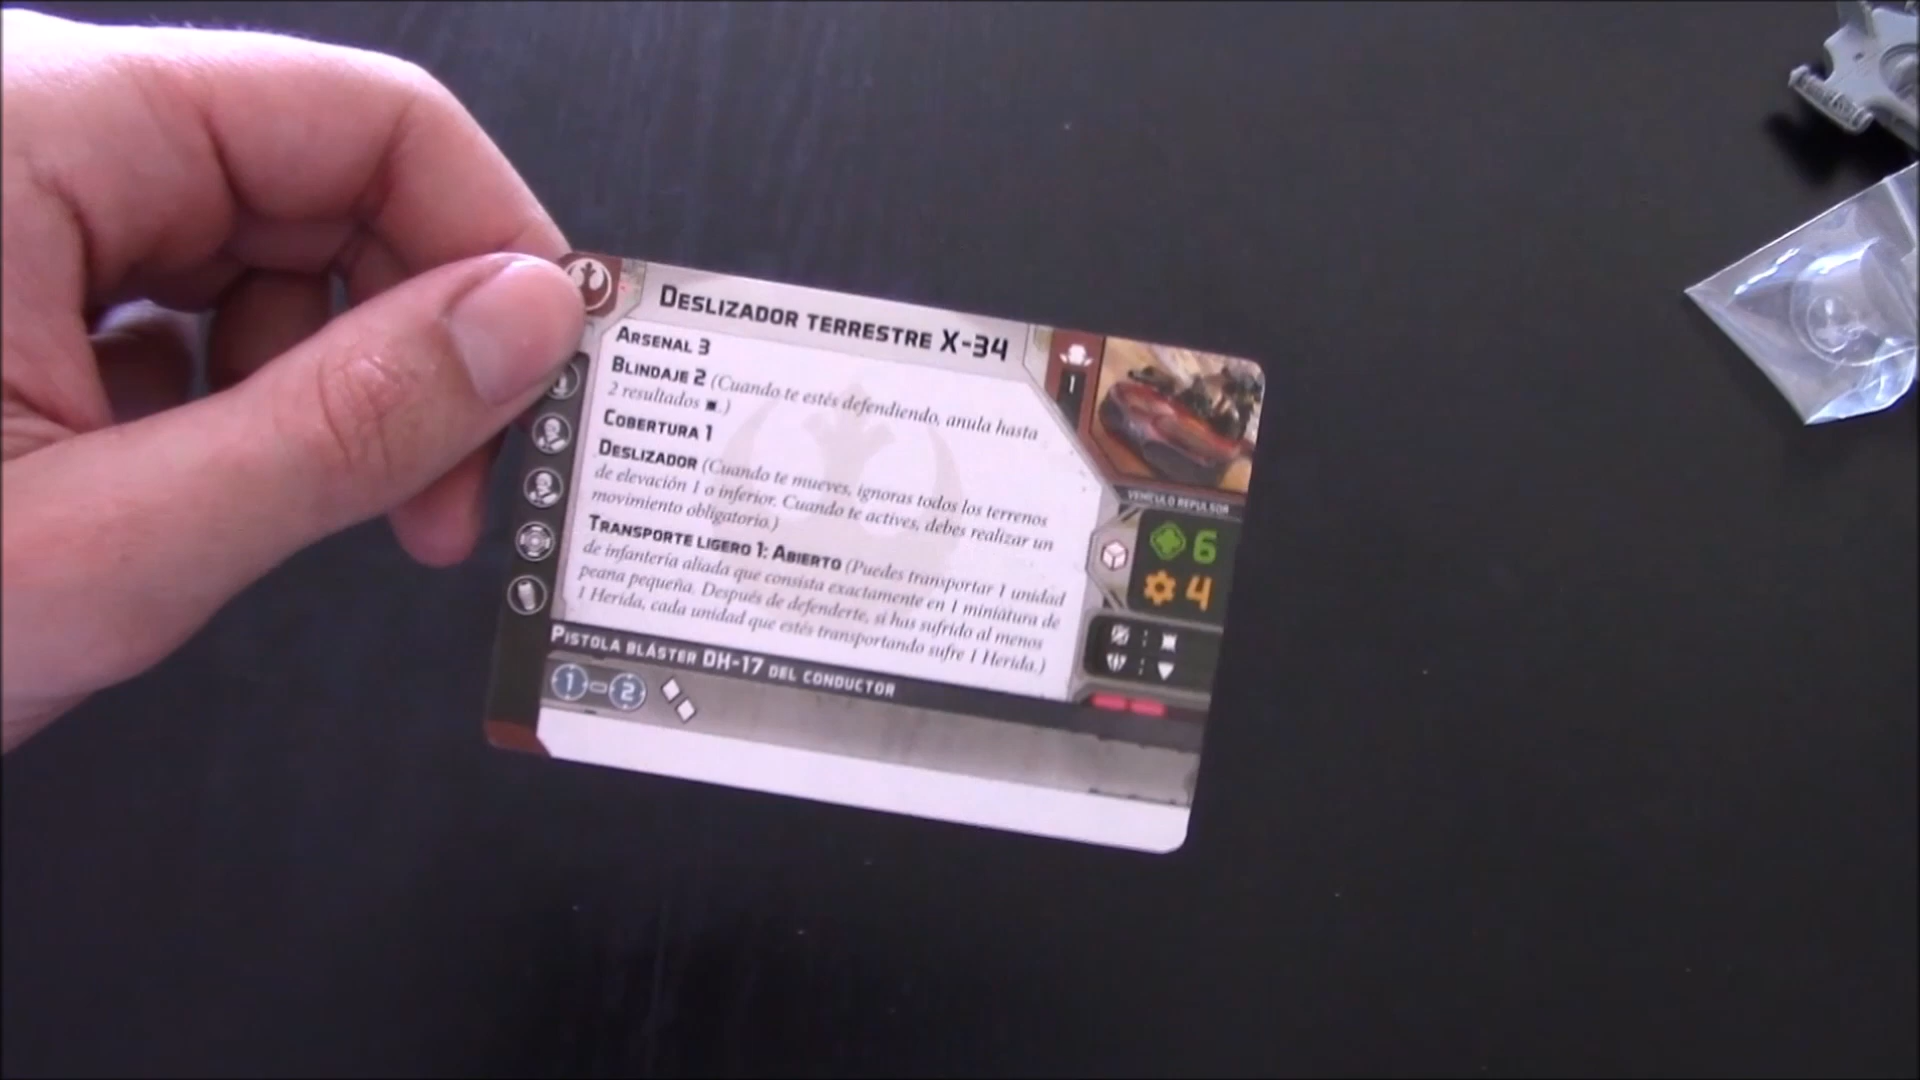 Deslizador terrestre X-34
1
Arsenal 3
Blindaje 2 (Cuando te estés defendiendo, anula hasta
2 resultados .)
Cobertura 1
Deslizador (Cuando te mueves, ignoras todos los terrenos
de elevación 1 o inferior. Cuando te actives, debes realizar un
movimiento obligatorio.)
Transporte ligero 1: Abierto (Puedes transportar 1 unidad
de infantería aliada que consista exactamente en 1 miniatura de
peana pequeña. Después de defenderte, si has sufrido al menos
1 Herida, cada unidad que estés transportando sufre 1 Herida.)
Vehículo repulsor
6
4
:
:
Pistola bláster DH-17 del conductor
1-2